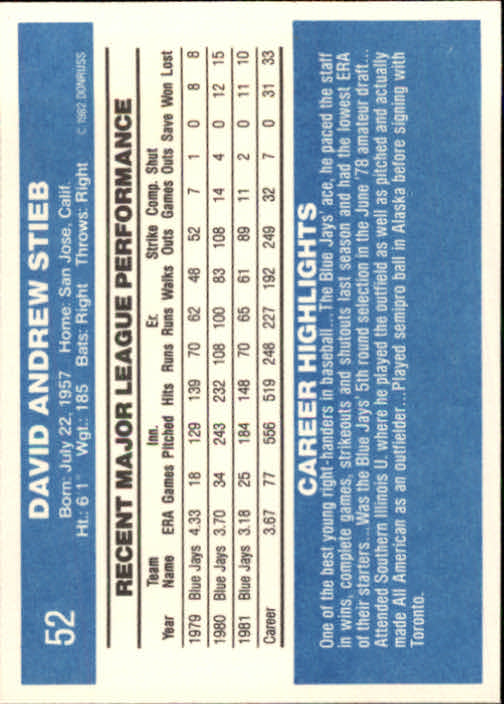 52
DAVID ANDREW STIEB
Born: July 22, 1957 Home: San Jose, Calif.
Ht.: 6'1" Wgt.: 185 Bats: Right Throws: Right © 1982 DONRUSS
RECENT MAJOR LEAGUE PERFORMANCE
Team Inn. Er. Strike Comp. Shut
Year Name ERA Games Pitched Hits Runs Runs Walks Outs Games Outs Save Won Lost
1979 Blue Jays 4.33 18 129 139 70 62 48 52 7 1 0 8 8
1980 Blue Jays 3.70 34 243 232 108 100 83 108 14 4 0 12 15
1981 Blue Jays 3.18 25 184 148 70 65 61 89 11 2 0 11 10
Career 3.67 77 556 519 248 227 192 249 32 7 0 31 33
CAREER HIGHLIGHTS
One of the best young right-handers in baseball...The Blue Jays' ace, he paced the staff
in wins, complete games, strikeouts and shutouts last season and had the lowest ERA
of their starters...Was the Blue Jays' 5th round selection in the June '78 amateur draft...
Attended Southern Illinois U. where he played the outfield as well as pitched and actually
made All American as an outfielder...Played semipro ball in Alaska before signing with
Toronto.